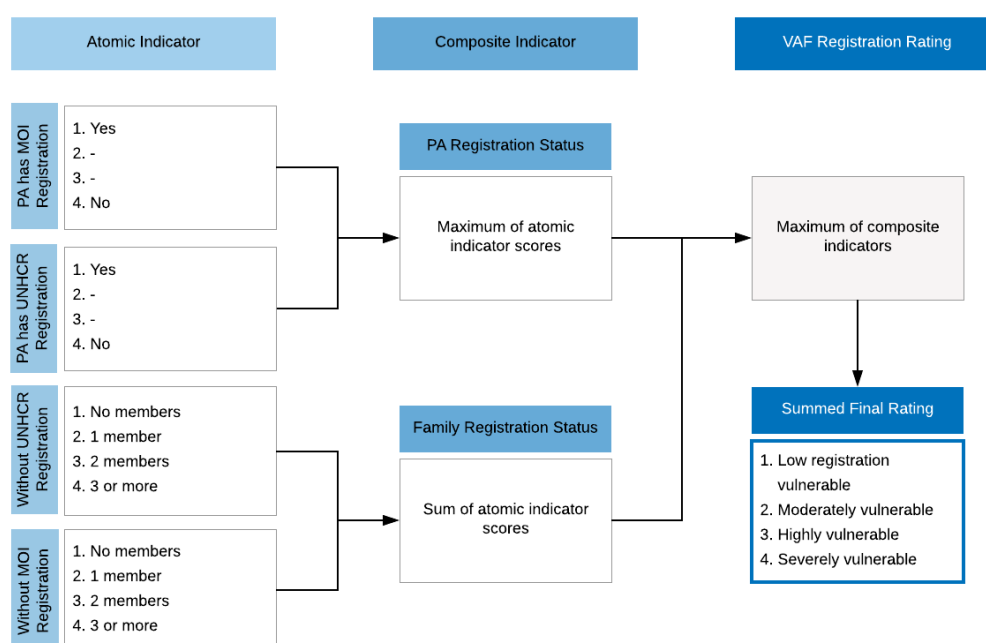 Atomic Indicator
Composite Indicator
VAF Registration Rating
PA has MOI
Registration
1. Yes
2. -
3. -
4. No
PA has UNHCR
Registration
1. Yes
2. -
3. -
4. No
Without UNHCR
Registration
1. No members
2. 1 member
3. 2 members
4. 3 or more
Without MOI
Registration
1. No members
2. 1 member
3. 2 members
4. 3 or more
PA Registration Status
Maximum of atomic
indicator scores
Family Registration Status
Sum of atomic indicator
scores
Maximum of composite
indicators
Summed Final Rating
1. Low registration
vulnerable
2. Moderately vulnerable
3. Highly vulnerable
4. Severely vulnerable